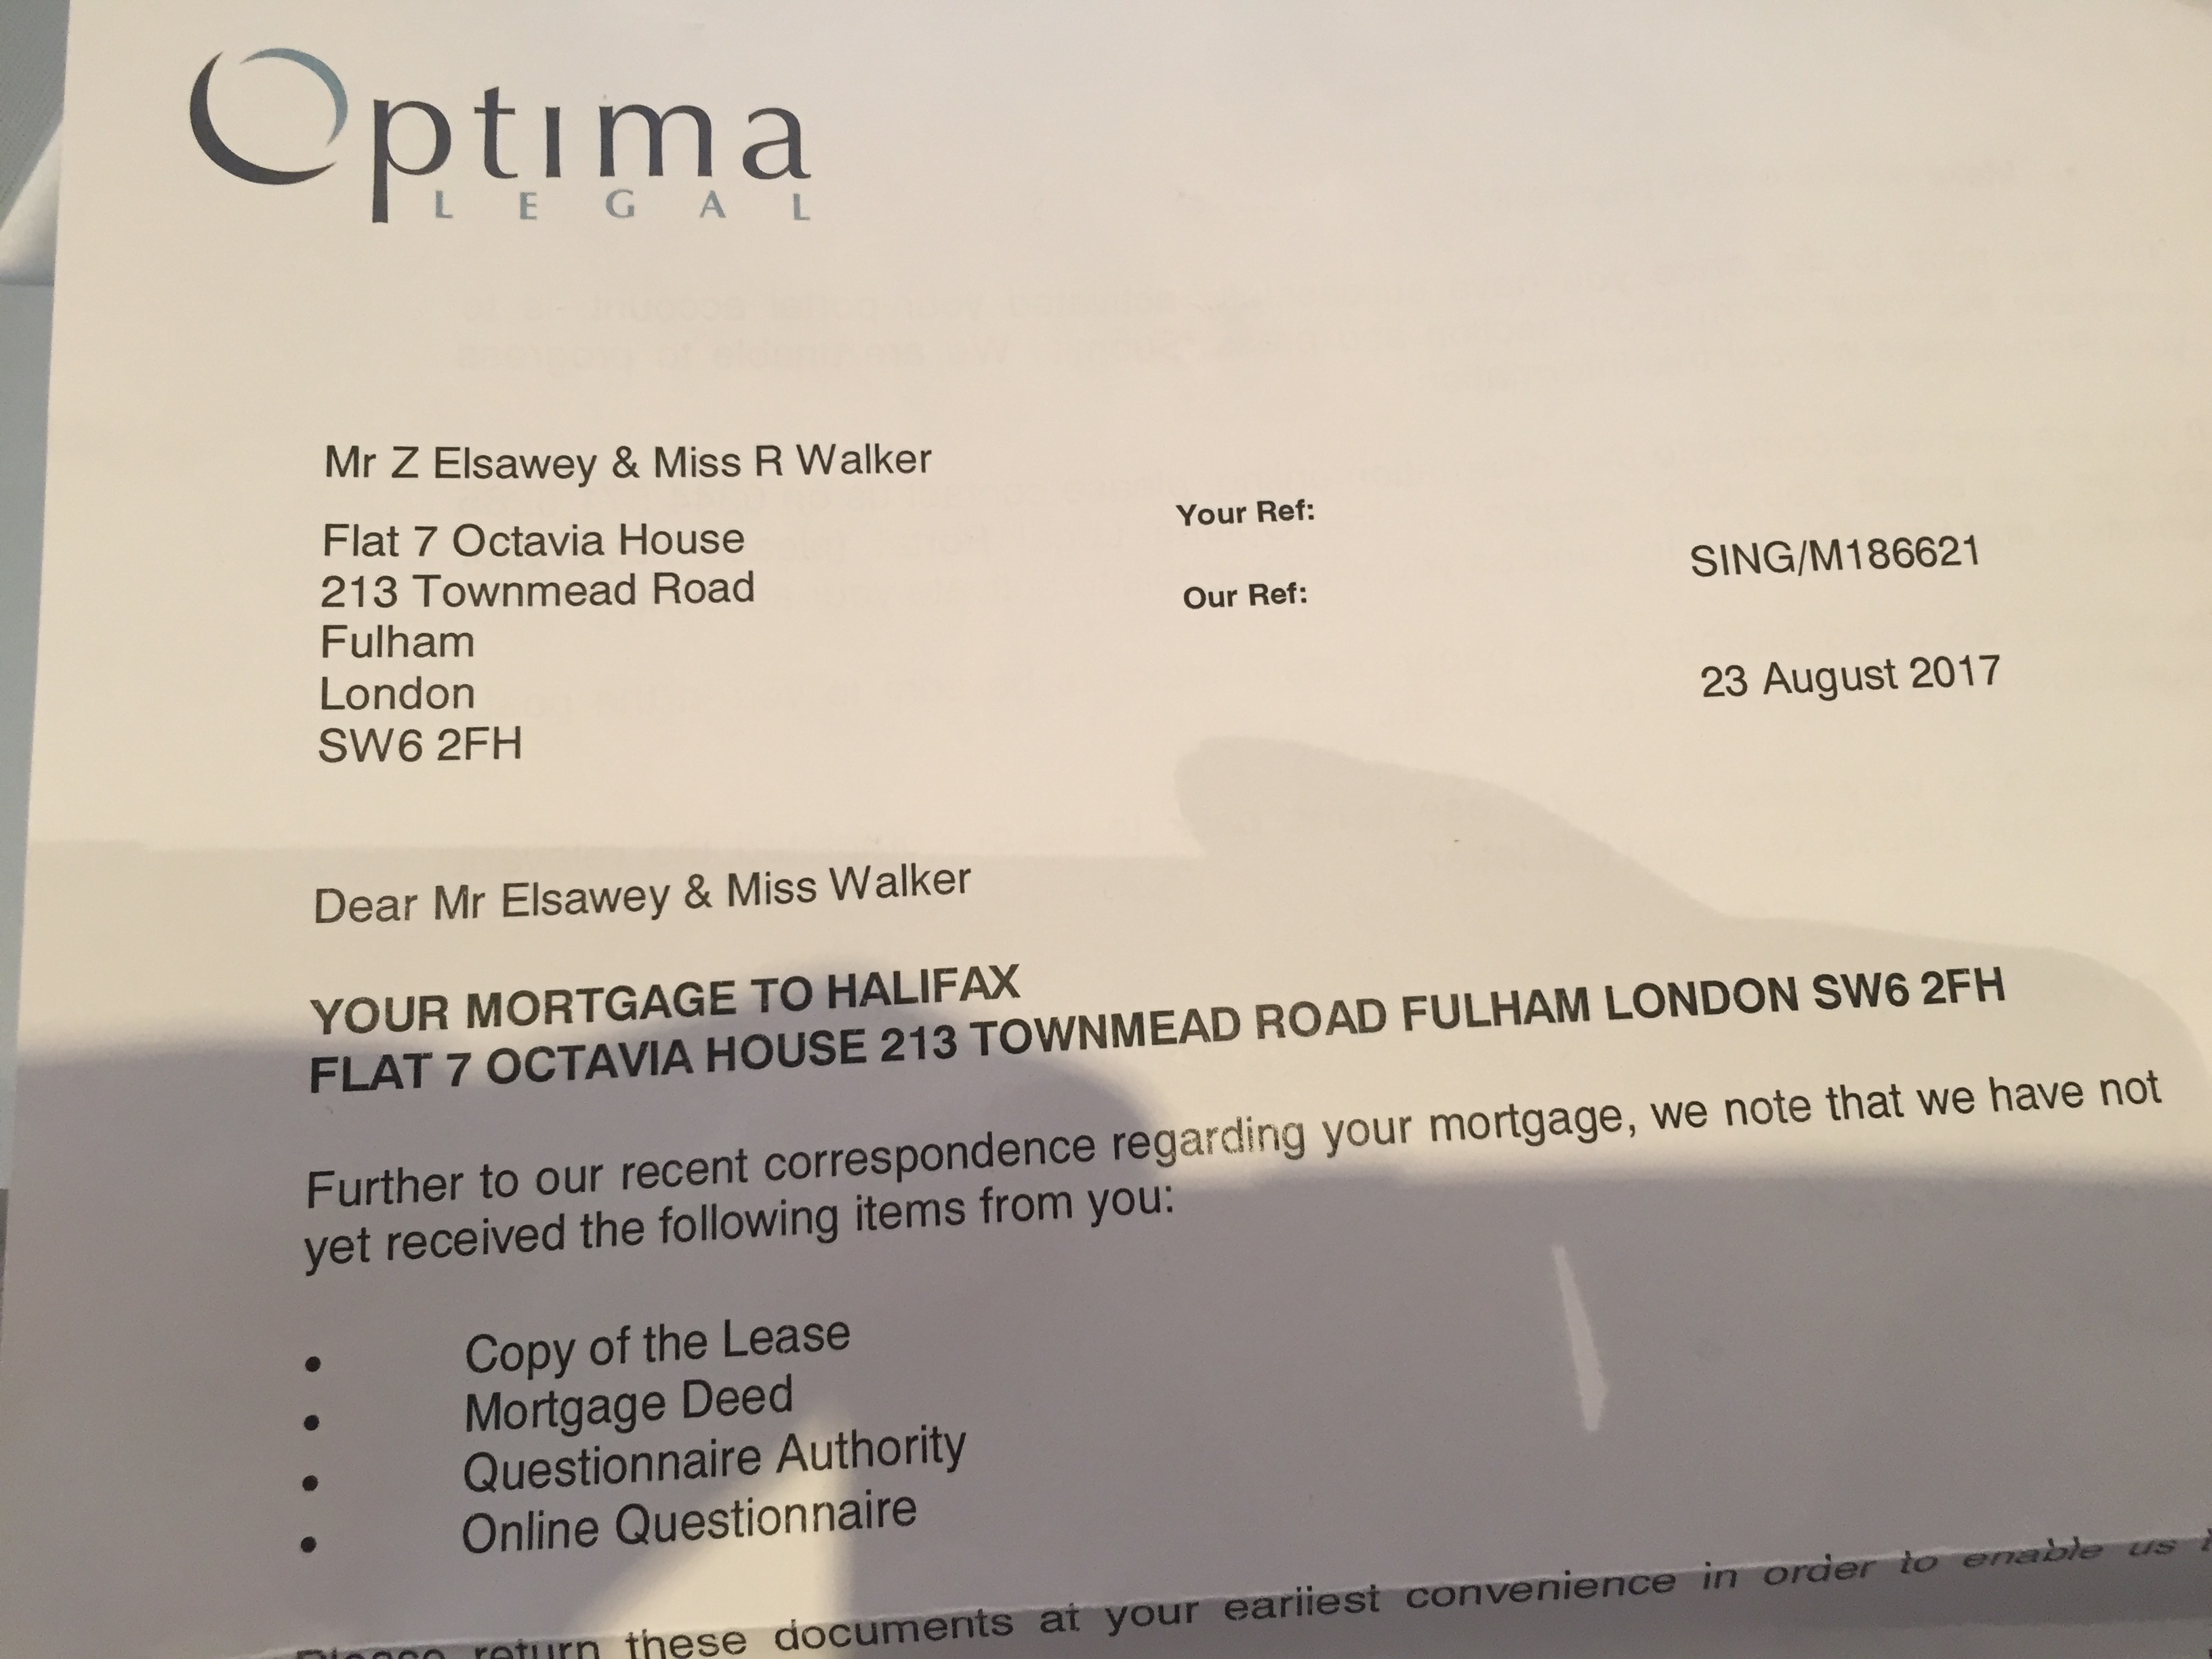 Optima
LEGAL
Mr Z Elsawey & Miss R Walker
Flat 7 Octavia House
213 Townmead Road
Fulham
London
SW6 2FH
Your Ref:
Our Ref:
SING/M186621
23 August 2017
Dear Mr Elsawey & Miss Walker
YOUR MORTGAGE TO HALIFAX
FLAT 7 OCTAVIA HOUSE 213 TOWNMEAD ROAD FULHAM LONDON SW6 2FH
Further to our recent correspondence regarding your mortgage, we note that we have not
yet received the following items from you:
• Copy of the Lease
• Mortgage Deed
• Questionnaire Authority
• Online Questionnaire
Please return these documents at your earliest convenience in order to enable us